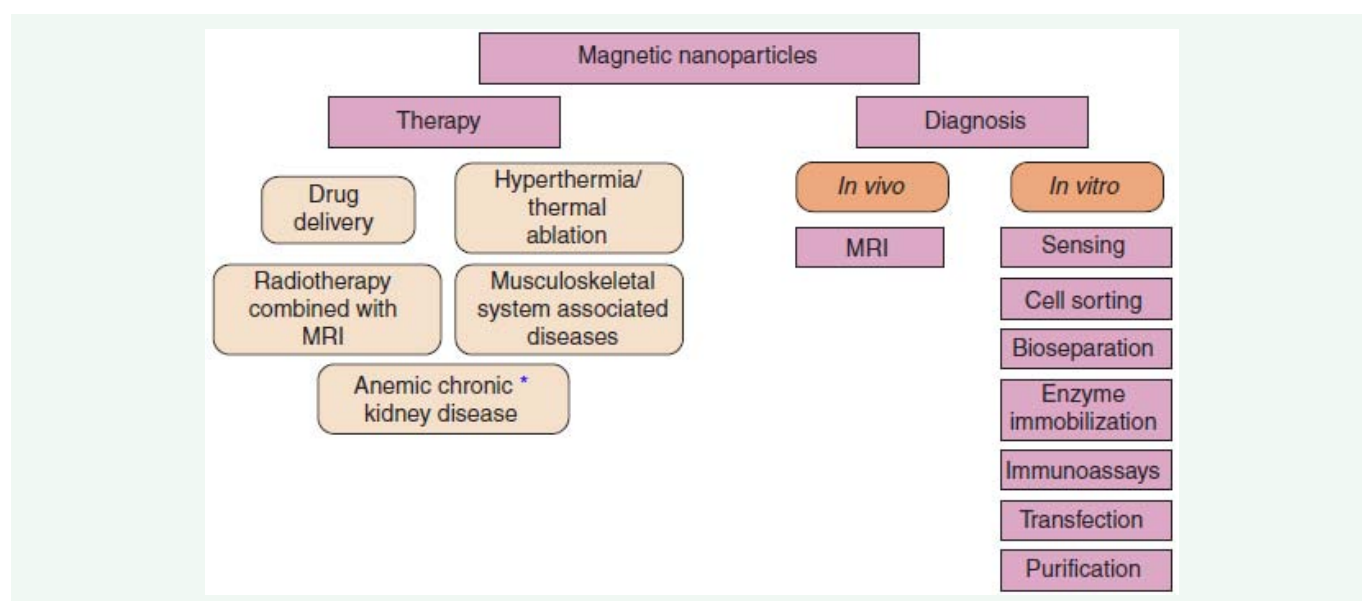 Magnetic nanoparticles
Therapy
Diagnosis
Drug
delivery
Hyperthermia/
thermal
ablation
Radiotherapy
combined with
MRI
Musculoskeletal
system associated
diseases
Anemic chronic *
kidney disease
In vivo
MRI
In vitro
Sensing
Cell sorting
Bioseparation
Enzyme
immobilization
Immunoassays
Transfection
Purification